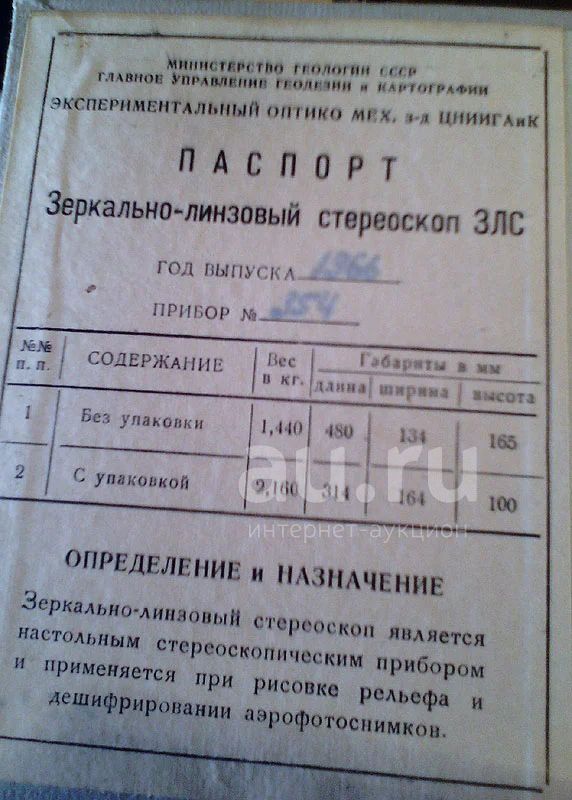 МИНИСТЕРСТВО ГЕОЛОГИИ СССР
ГЛАВНОЕ УПРАВЛЕНИЕ ГЕОДЕЗИИ и КАРТОГРАФИИ
ЭКСПЕРИМЕНТАЛЬНЫЙ ОПТИКО МЕХ. з-д ЦНИИГАиК
ПАСПОРТ
Зеркально-линзовый стереоскоп ЗЛС
ГОД ВЫПУСКА 1966
ПРИБОР № 354
№№ п. п. СОДЕРЖАНИЕ Вес в кг. Габариты в мм
длина ширина высота
1 Без упаковки 1,440 480 134 165
2 С упаковкой 2,160 314 164 100
au.ru
интернет-аукцион
ОПРЕДЕЛЕНИЕ и НАЗНАЧЕНИЕ
Зеркально-линзовый стереоскоп является
настольным стереоскопическим прибором
и применяется при рисовке рельефа и
дешифрировании аэрофотоснимков.